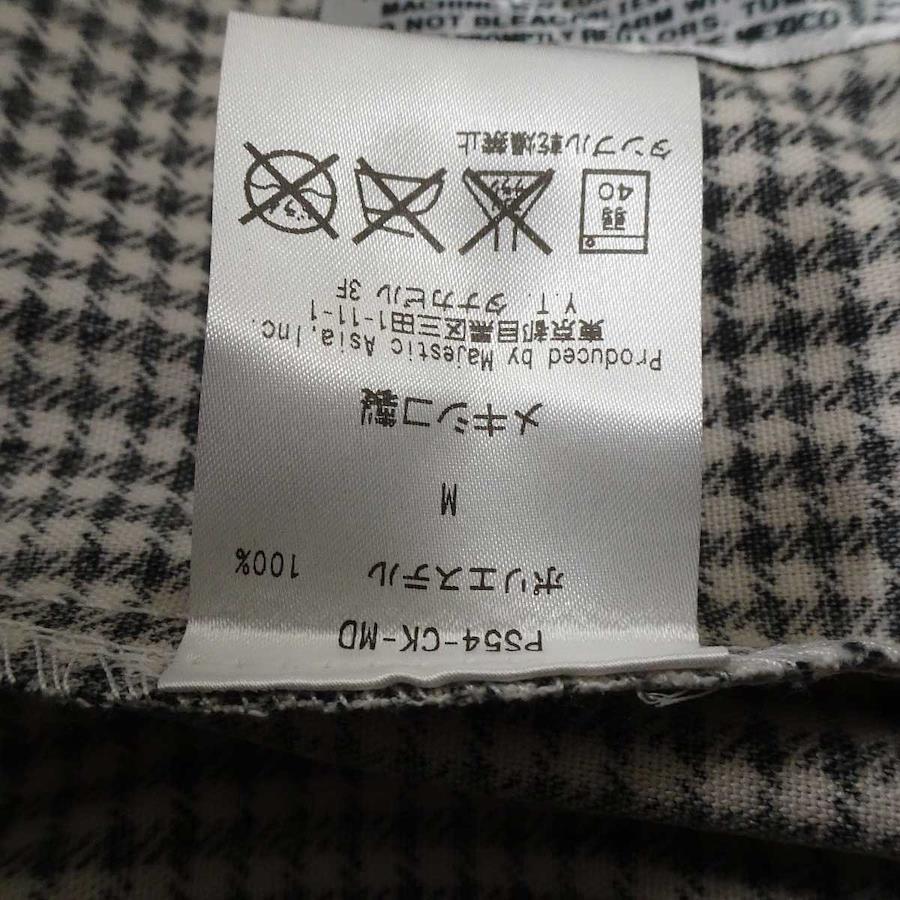 PS54-CK-MD
ポリエステル 100%
M
メキシコ製
Produced by Majestic Asia,Inc.
東京都目黒区三田1-11-1
Y.T. タナカビル 3F
弱
40
タンブル乾燥禁止
NOT BLEACH
MEXICO